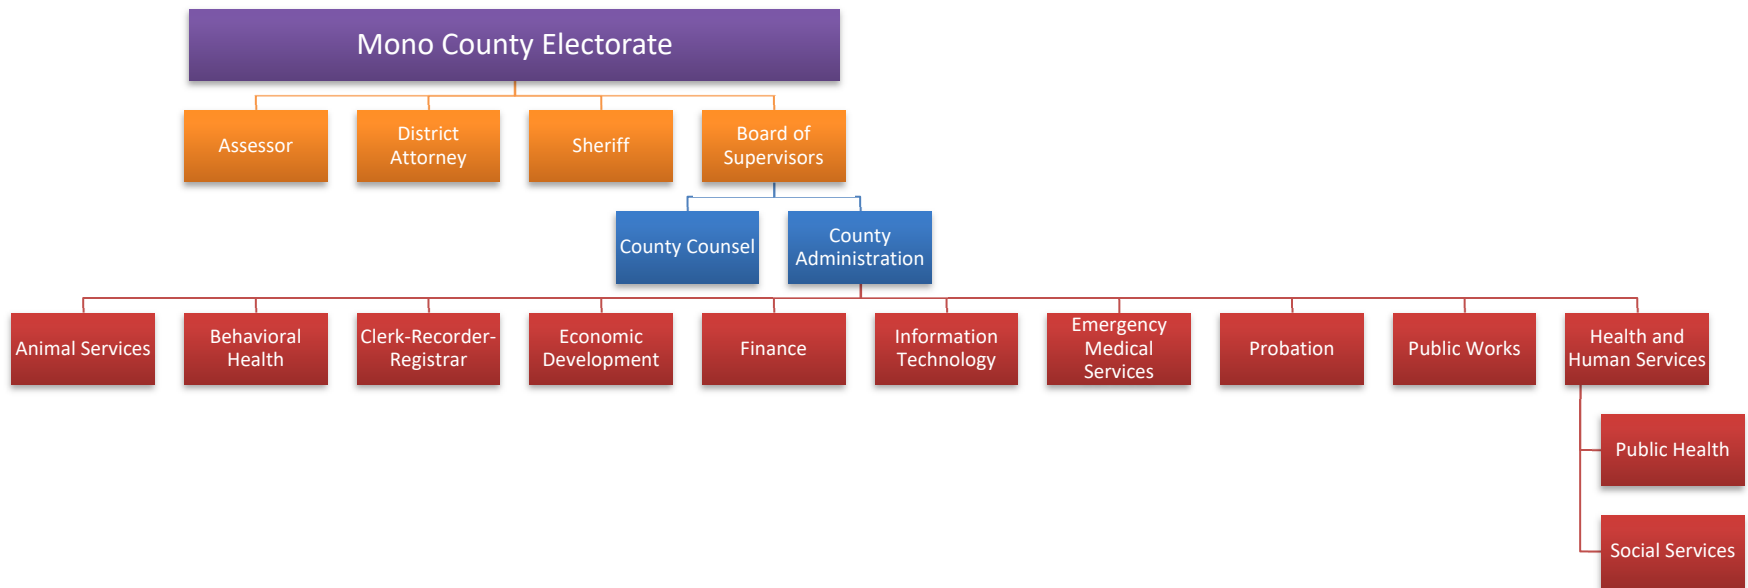 Mono County Electorate
Assessor
District
Attorney
Sheriff
Board of
Supervisors
County Counsel
County
Administration
Animal Services
Behavioral
Health
Clerk-Recorder-
Registrar
Economic
Development
Finance
Information
Technology
Emergency
Medical
Services
Probation
Public Works
Health and
Human Services
Public Health
Social Services